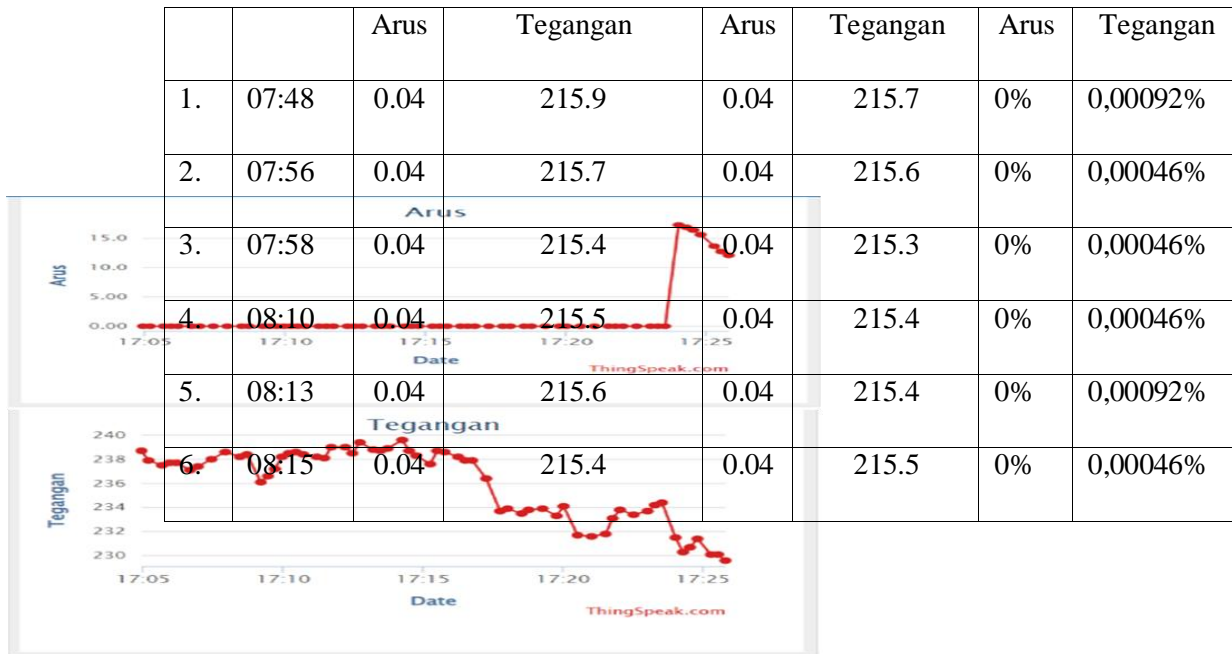 Arus Tegangan Arus Tegangan Arus Tegangan
1. 07:48 0.04 215.9 0.04 215.7 0% 0,00092%
2. 07:56 0.04 215.7 0.04 215.6 0% 0,00046%
3. 07:58 0.04 215.4 0.04 215.3 0% 0,00046%
4. 08:10 0.04 215.5 0.04 215.4 0% 0,00046%
5. 08:13 0.04 215.6 0.04 215.4 0% 0,00092%
6. 08:15 0.04 215.4 0.04 215.5 0% 0,00046%
Arus
Arus
15.0
10.0
5.00
0.00
17:05 17:10 17:15 17:20 17:25
Date
ThingSpeak.com
Tegangan
Tegangan
240
238
236
234
232
230
17:05 17:10 17:15 17:20 17:25
Date
ThingSpeak.com